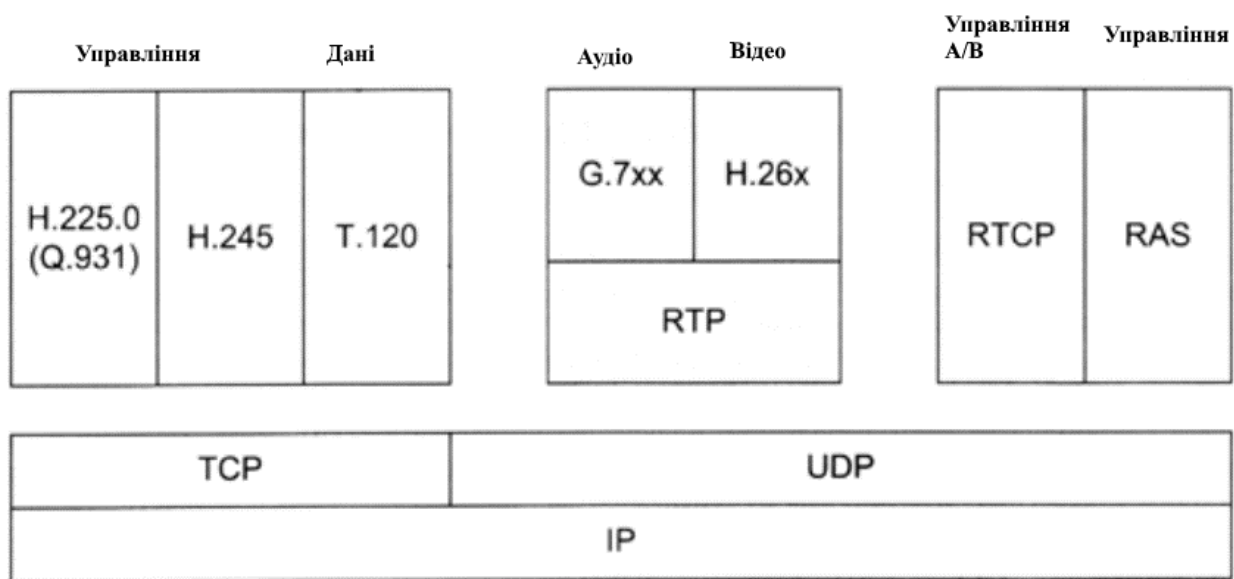 Управління
Дані
Аудіо
Відео
Управління
А/В
Управління
H.225.0
(Q.931)
H.245
T.120
G.7xx
H.26x
RTP
RTCP
RAS
TCP
UDP
IP